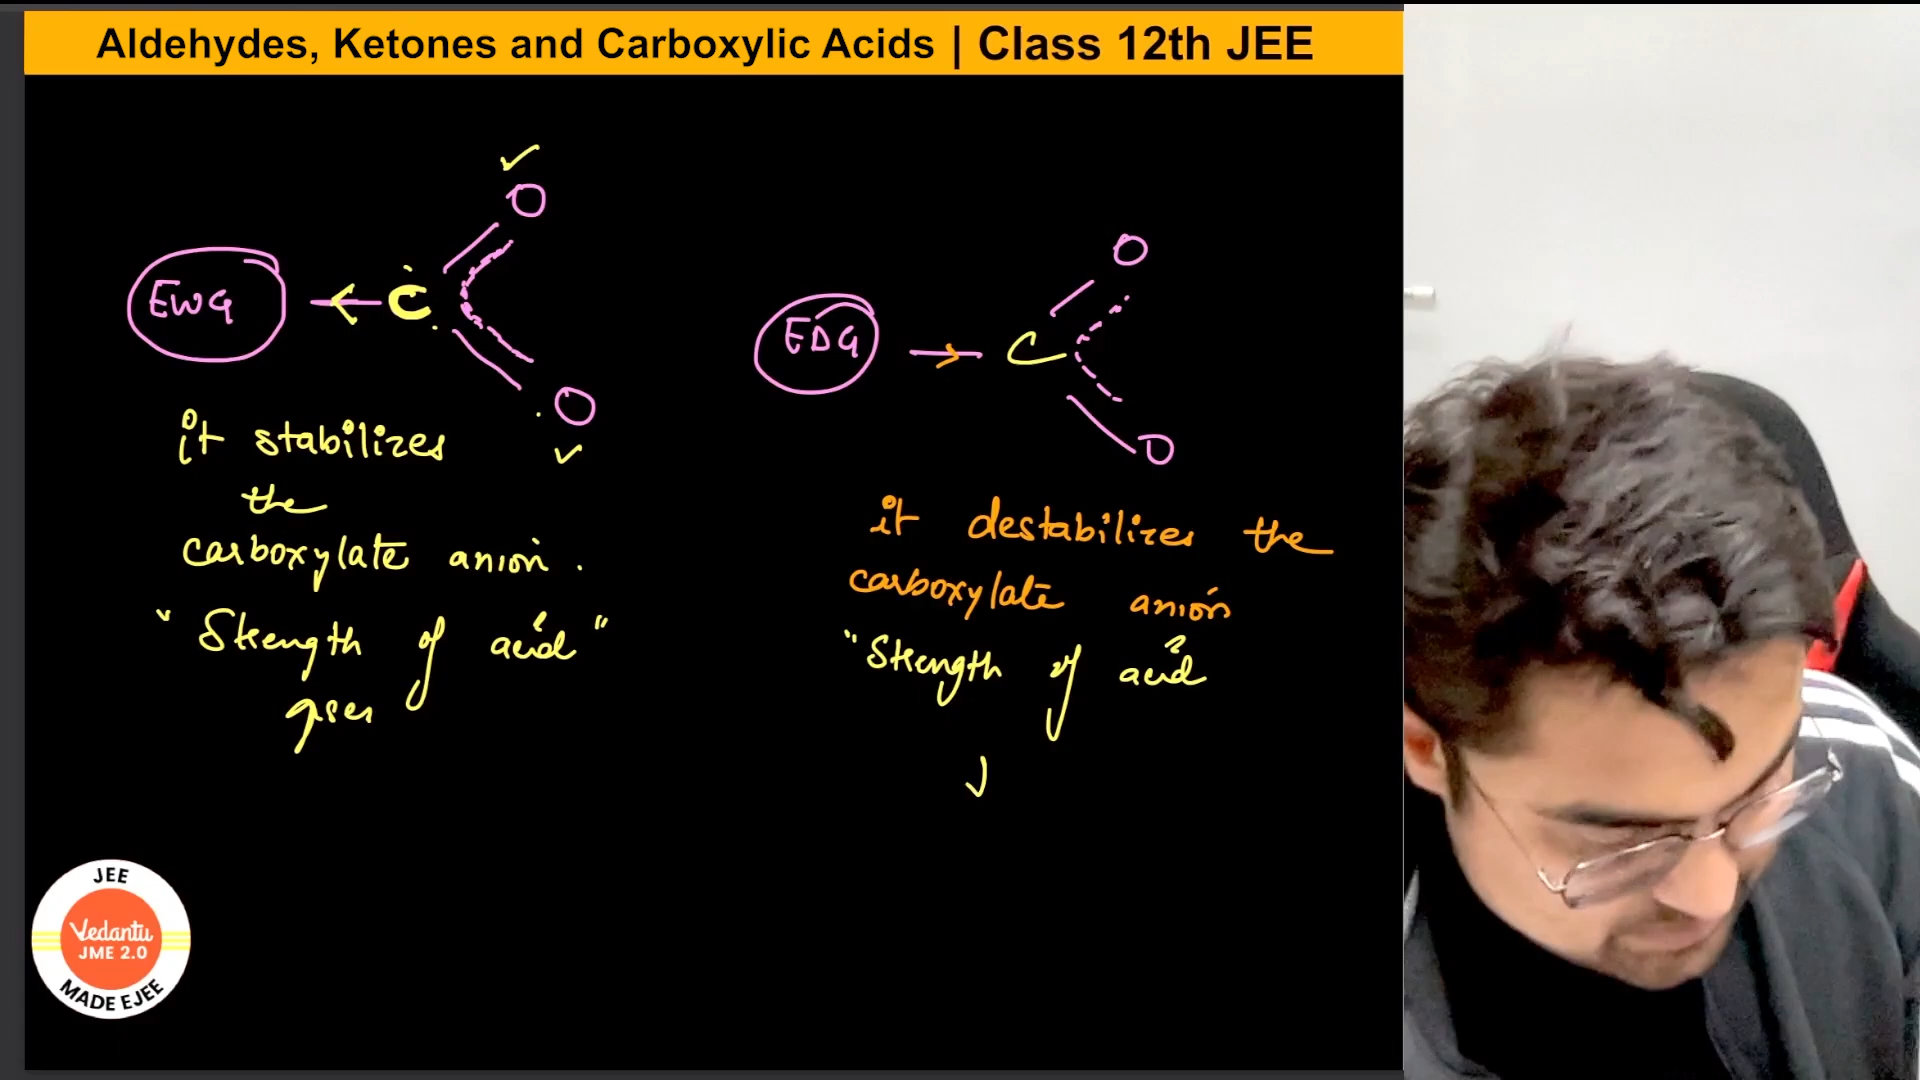 Aldehydes, Ketones and Carboxylic Acids | Class 12th JEE
O
EWG C
O
it stabilizes
the
carboxylate anion.
"Strength of acid"
O
EDG C
O
it destabilizes the
carboxylate anion
"Strength of acid
JEE
Vedantu
JME 2.0
MADE EJEE